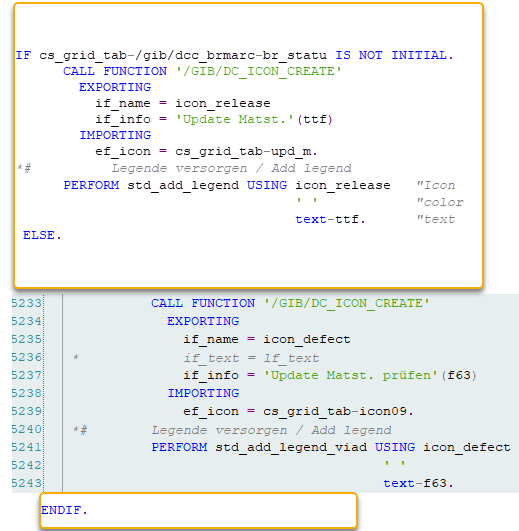 IF cs_grid_tab-/gib/dcc_brmarc-br_statu IS NOT INITIAL.
CALL FUNCTION '/GIB/DC_ICON_CREATE'
EXPORTING
if_name = icon_release
if_info = 'Update Matst.'(ttf)
IMPORTING
ef_icon = cs_grid_tab-upd_m.
*# Legende versorgen / Add legend
PERFORM std_add_legend USING icon_release "Icon
' ' "color
text-ttf. "text
ELSE.
5233 CALL FUNCTION '/GIB/DC_ICON_CREATE'
5234 EXPORTING
5235 if_name = icon_defect
5236 * if_text = lf_text
5237 if_info = 'Update Matst. prüfen'(f63)
5238 IMPORTING
5239 ef_icon = cs_grid_tab-icon09.
5240 *# Legende versorgen / Add legend
5241 PERFORM std_add_legend_viad USING icon_defect
5242 ' '
5243 text-f63.
ENDIF.